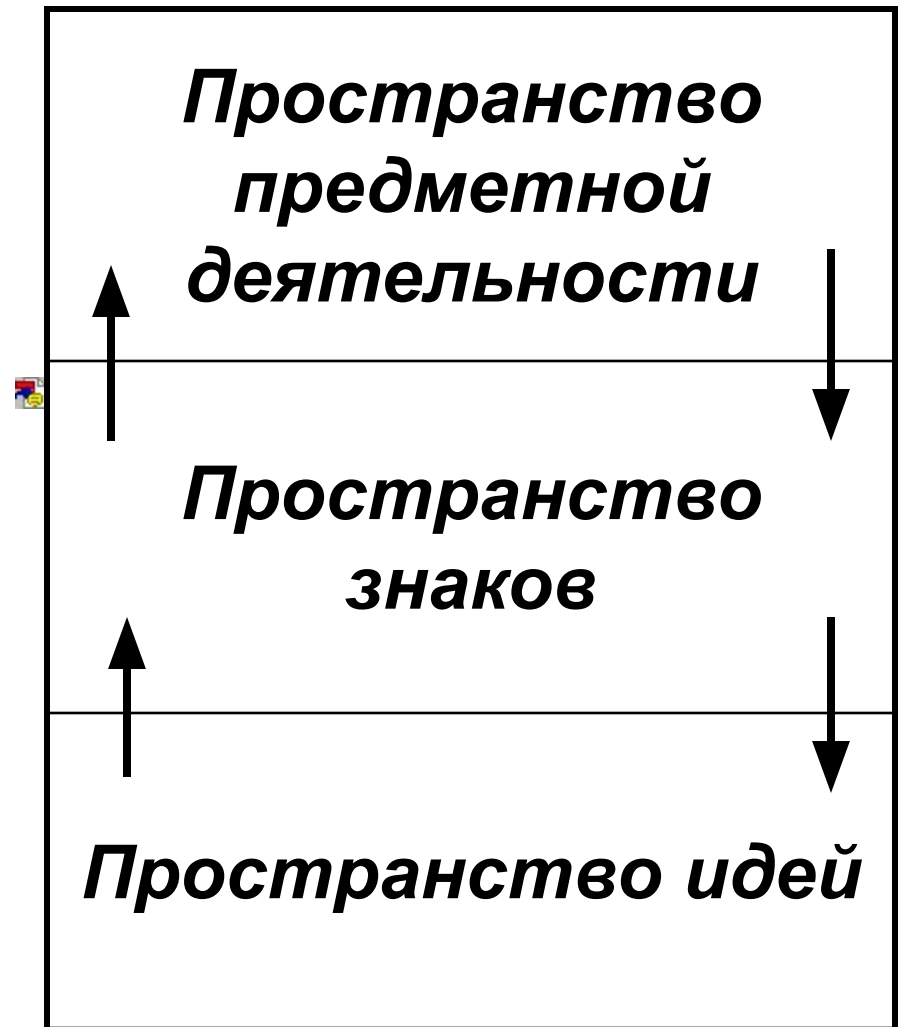 Пространство
предметной
деятельности
Пространство
знаков
Пространство идей